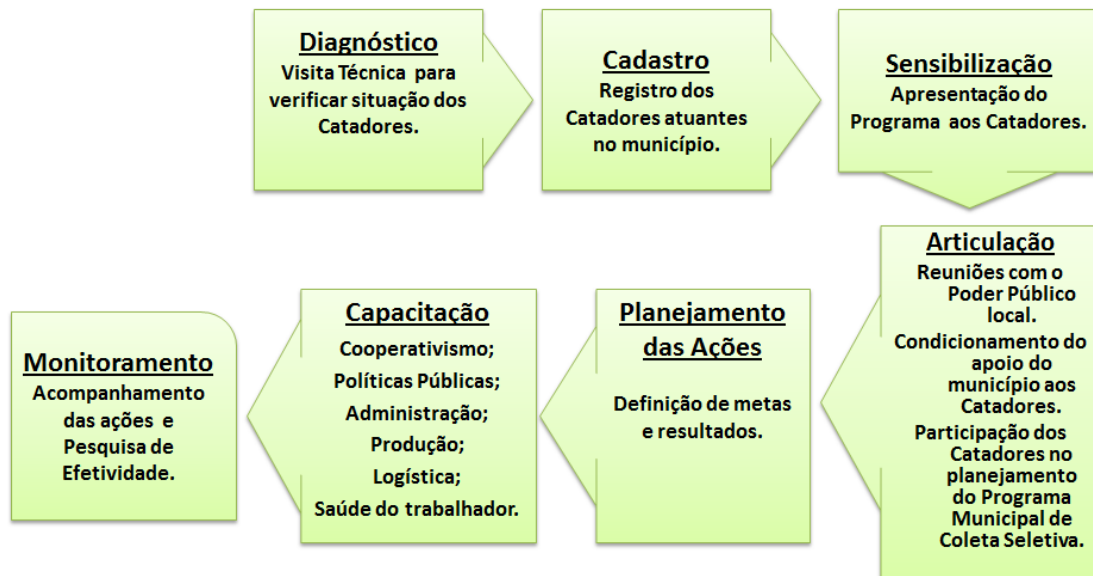 Diagnóstico
Visita Técnica para
verificar situação dos
Catadores.
Cadastro
Registro dos
Catadores atuantes
no município.
Sensibilização
Apresentação do
Programa aos Catadores.
Articulação
Reuniões com o
Poder Público
local.
Condicionamento do
apoio do
município aos
Catadores.
Participação dos
Catadores no
planejamento
do Programa
Municipal de
Coleta Seletiva.
Planejamento
das Ações
Definição de metas
e resultados.
Capacitação
Cooperativismo;
Políticas Públicas;
Administração;
Produção;
Logística;
Saúde do trabalhador.
Monitoramento
Acompanhamento
das ações e
Pesquisa de
Efetividade.